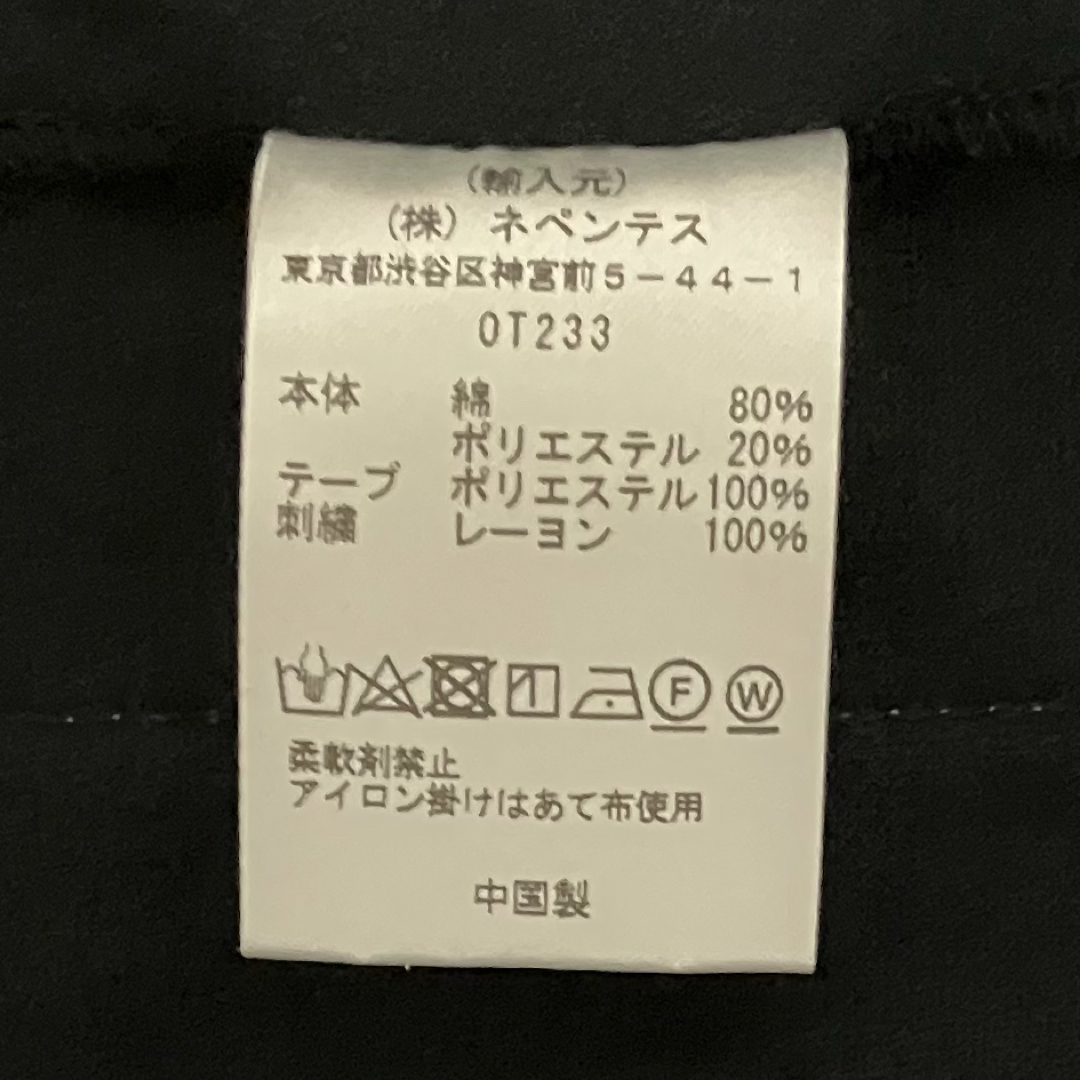 (輸入元)
(株) ネペンテス
東京都渋谷区神宮前5-44-1
OT233
本体 綿 80%
ポリエステル 20%
テープ ポリエステル 100%
刺繍 レーヨン 100%
F W
柔軟剤禁止
アイロン掛けはあて布使用
中国製